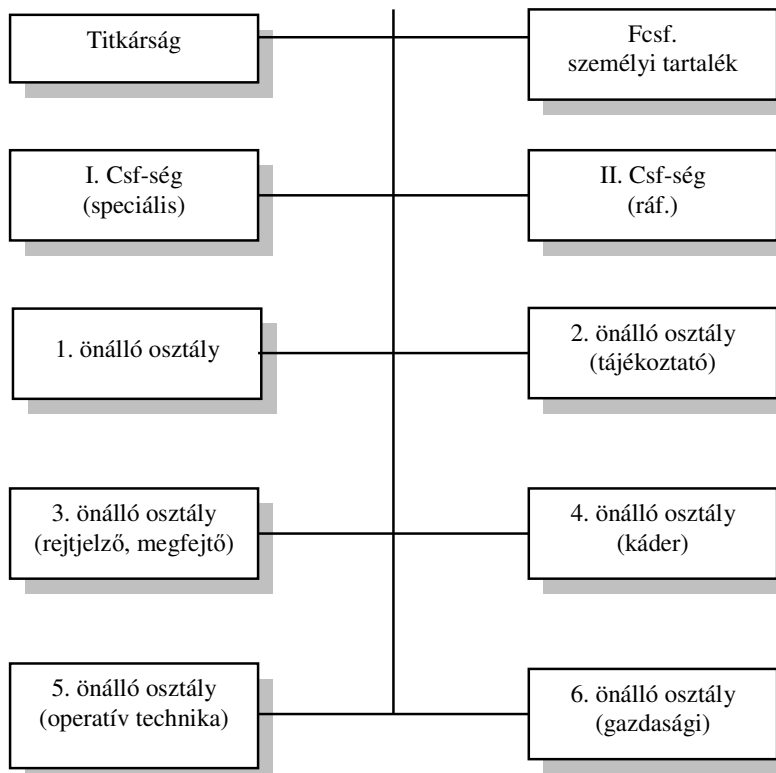 Titkárság
Fcsf.
személyi tartalék
I. Csf-ség
(speciális)
II. Csf-ség
(ráf.)
1. önálló osztály
2. önálló osztály
(tájékoztató)
3. önálló osztály
(rejtjelző, megfejtő)
4. önálló osztály
(káder)
5. önálló osztály
(operatív technika)
6. önálló osztály
(gazdasági)